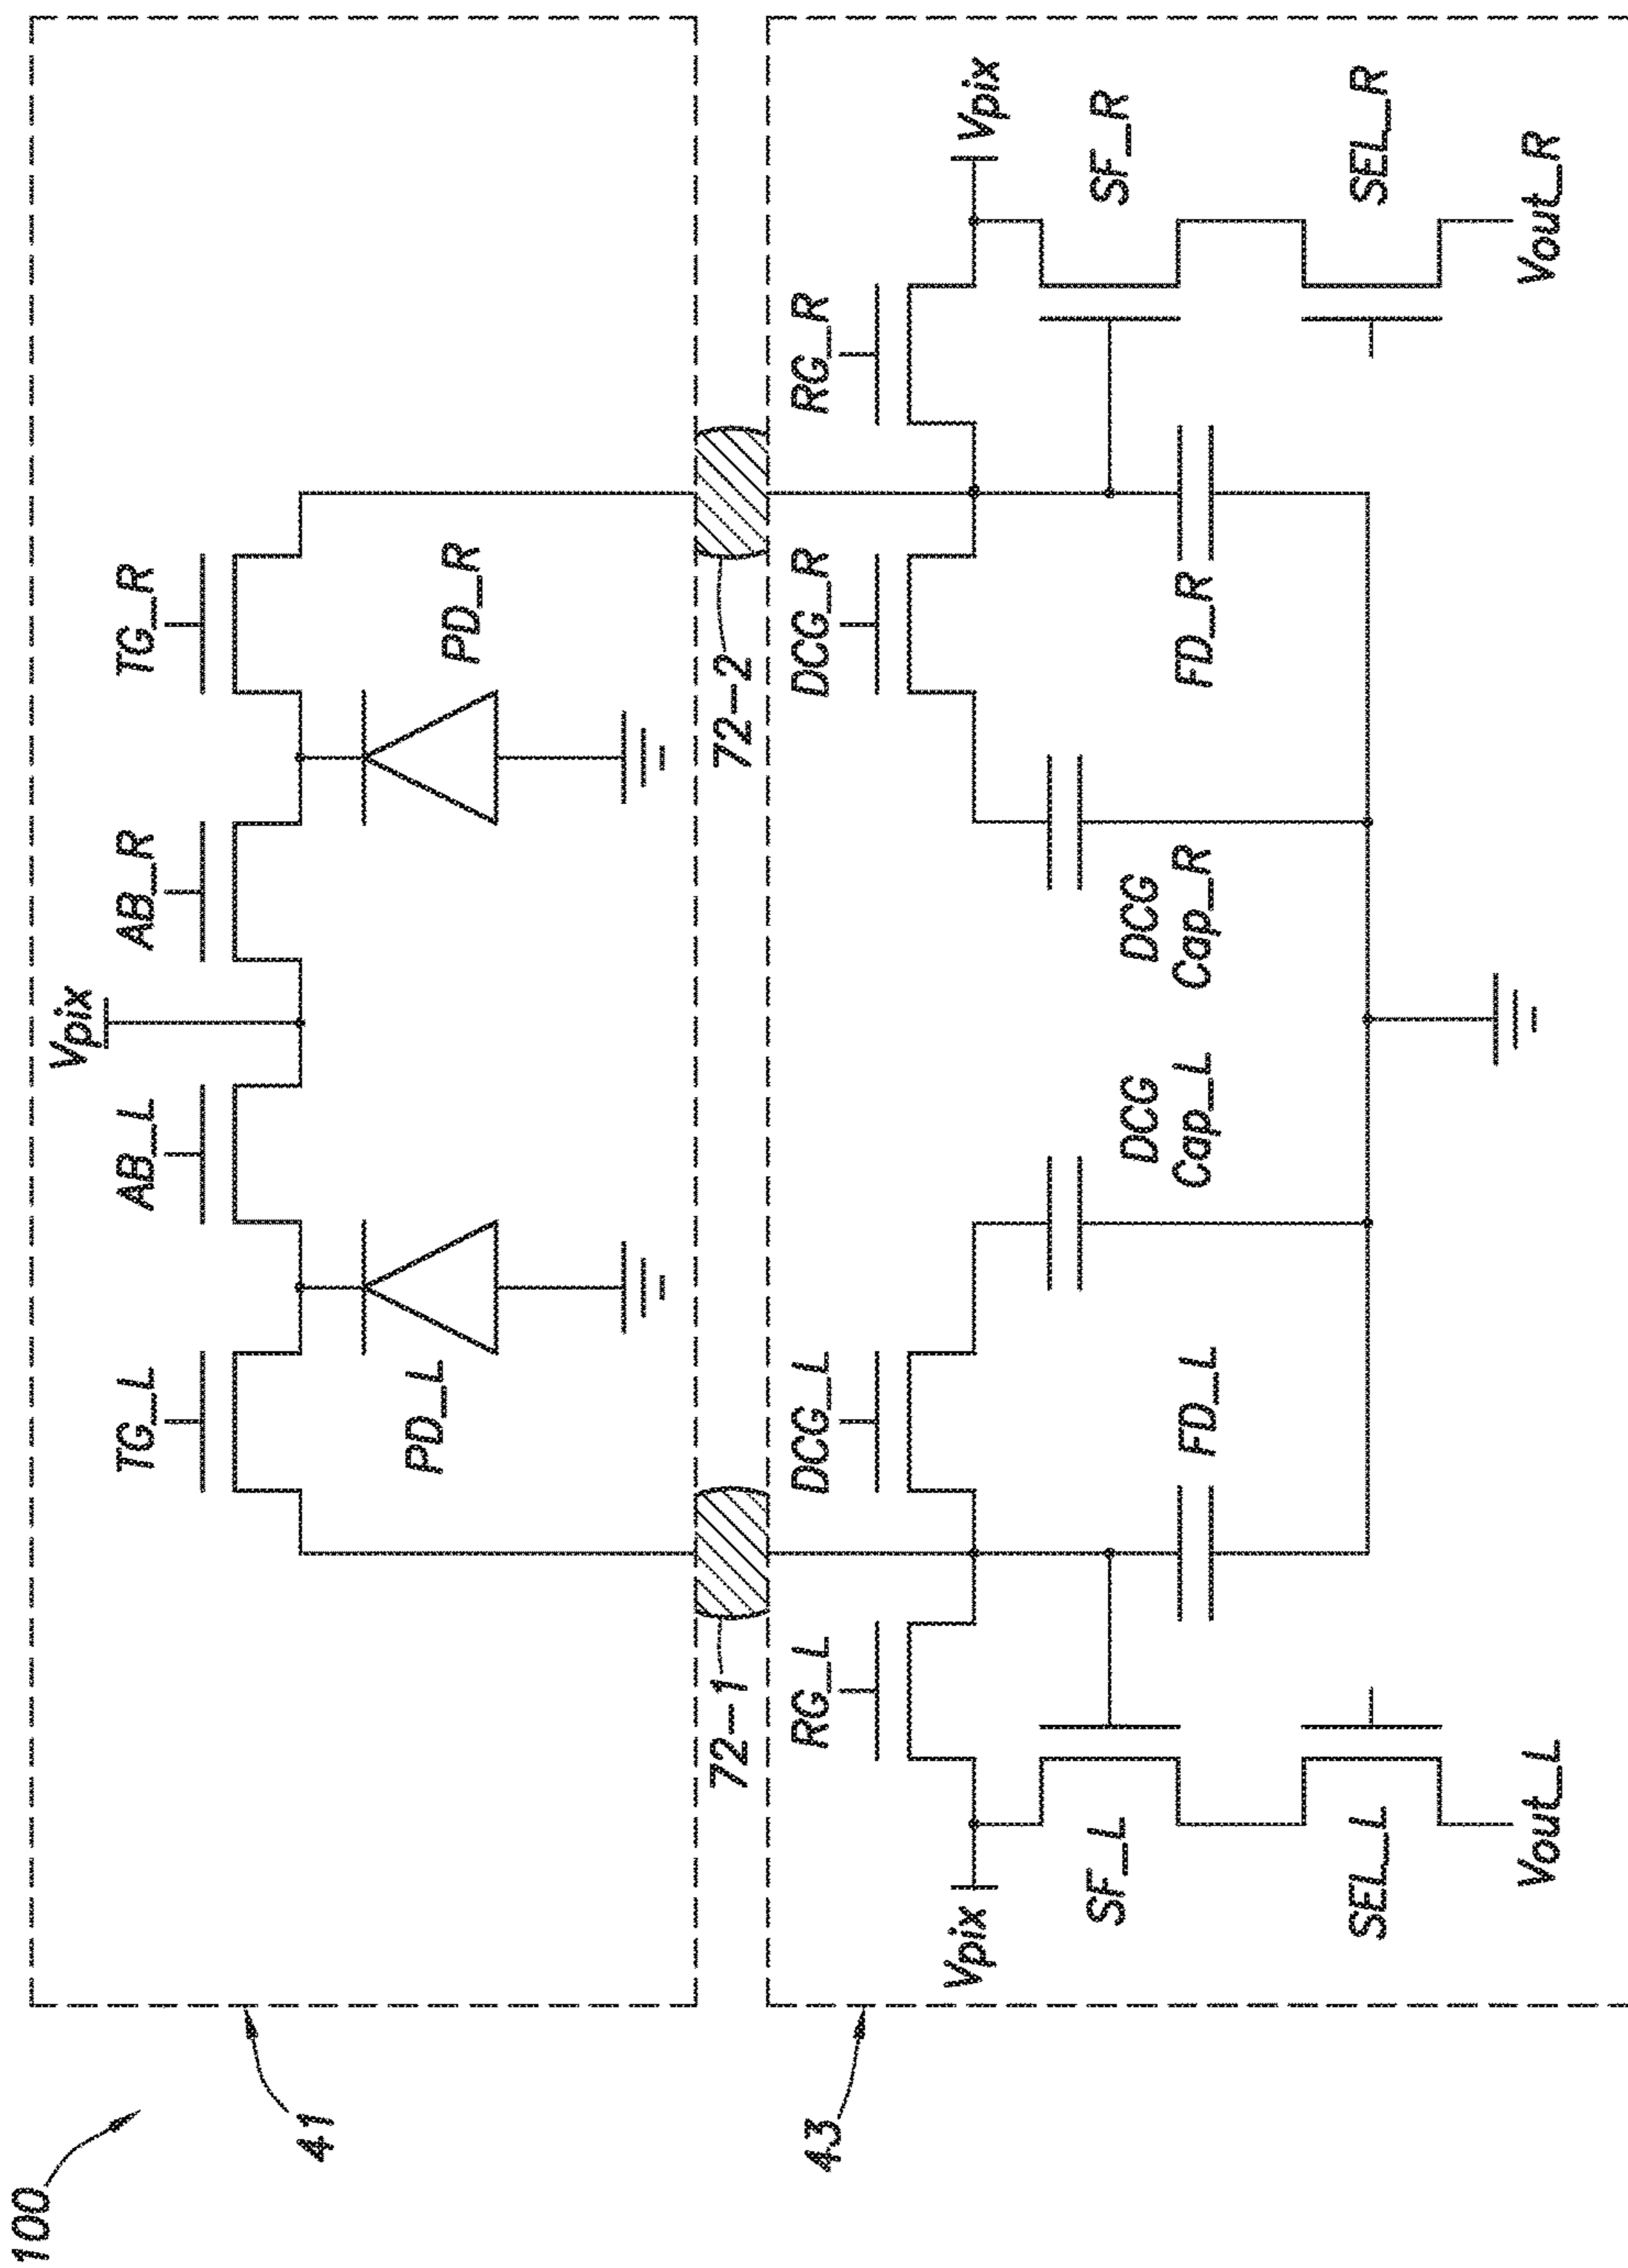 100
41
Vpix
TG_L
AB_L
AB_R
TG_R
PD_L
PD_R
72-1
72-2
43
RG_L
DCG_L
DCG_R
RG_R
Vpix
Vpix
SF_L
FD_L
DCG
Cap_L
DCG
Cap_R
FD_R
SF_R
SEL_L
SEL_R
Vout_L
Vout_R